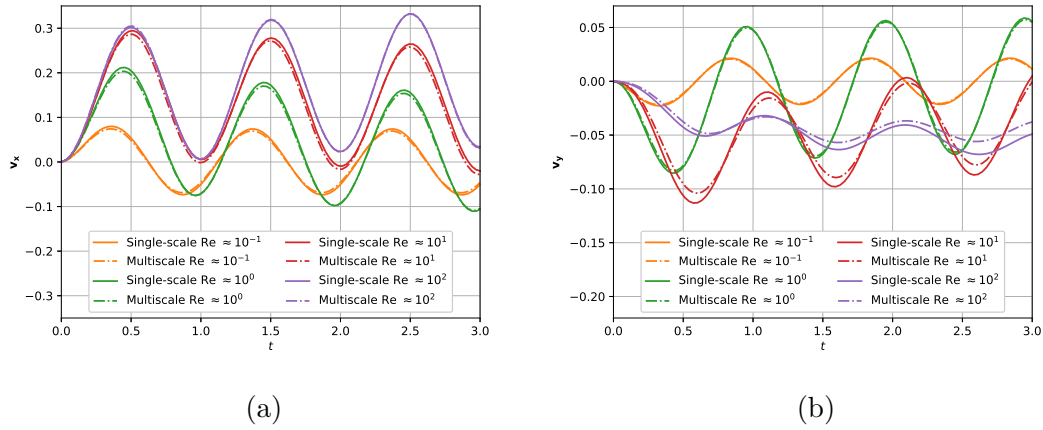 0.3
0.2
0.1
0.0
−0.1
−0.2
−0.3
v_x
0.0 0.5 1.0 1.5 2.0 2.5 3.0
t
Single-scale Re ≈10⁻¹
Multiscale Re ≈10⁻¹
Single-scale Re ≈10⁰
Multiscale Re ≈10⁰
Single-scale Re ≈10¹
Multiscale Re ≈10¹
Single-scale Re ≈10²
Multiscale Re ≈10²
(a)
0.05
0.00
−0.05
−0.10
−0.15
−0.20
v_y
0.0 0.5 1.0 1.5 2.0 2.5 3.0
t
Single-scale Re ≈10⁻¹
Multiscale Re ≈10⁻¹
Single-scale Re ≈10⁰
Multiscale Re ≈10⁰
Single-scale Re ≈10¹
Multiscale Re ≈10¹
Single-scale Re ≈10²
Multiscale Re ≈10²
(b)